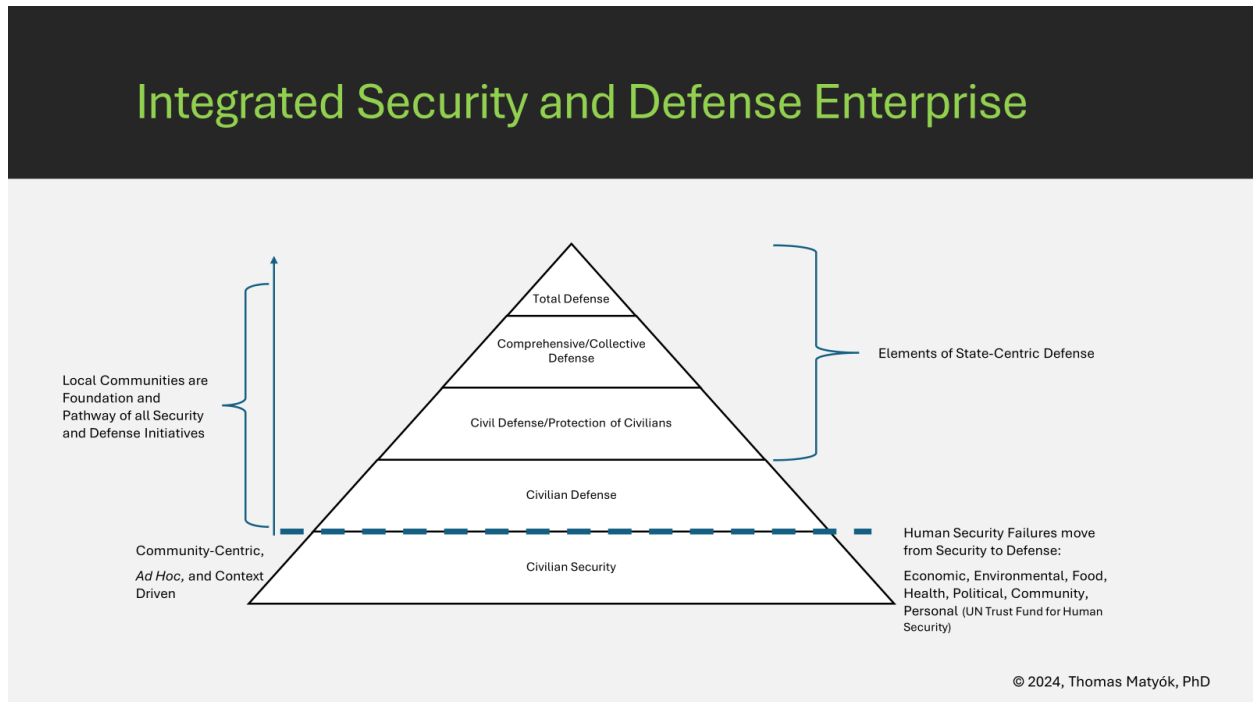 Integrated Security and Defense Enterprise
Total Defense
Comprehensive/Collective
Defense
Civil Defense/Protection of Civilians
Civilian Defense
Civilian Security
Local Communities are
Foundation and
Pathway of all Security
and Defense Initiatives
Community-Centric,
Ad Hoc, and Context
Driven
Elements of State-Centric Defense
Human Security Failures move
from Security to Defense:
Economic, Environmental, Food,
Health, Political, Community,
Personal (UN Trust Fund for Human
Security)
© 2024, Thomas Matyók, PhD